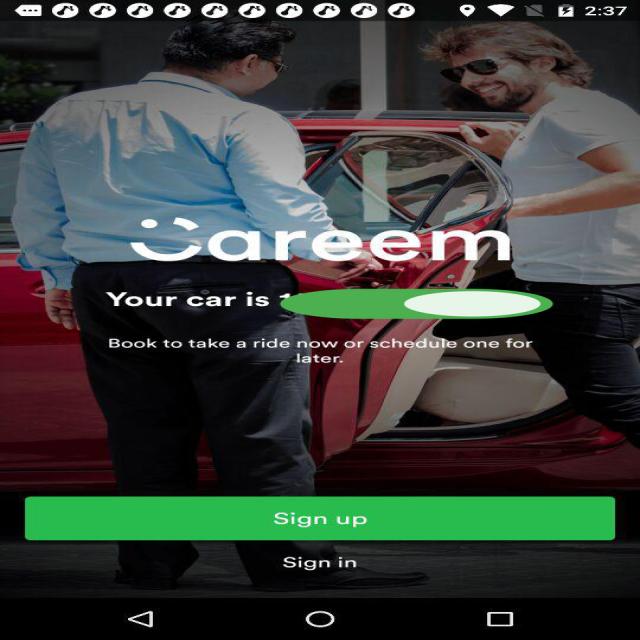 2:37
Careem
Your car is
Book to take a ride now or schedule one for
later.
Sign up
Sign in